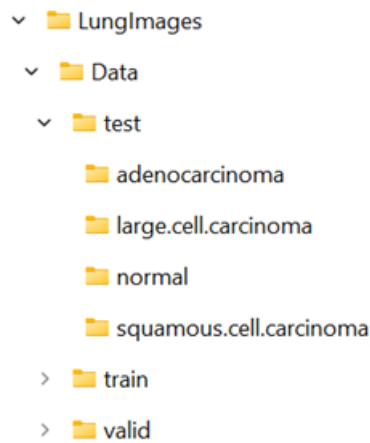 LungImages
Data
test
adenocarcinoma
large.cell.carcinoma
normal
squamous.cell.carcinoma
train
valid